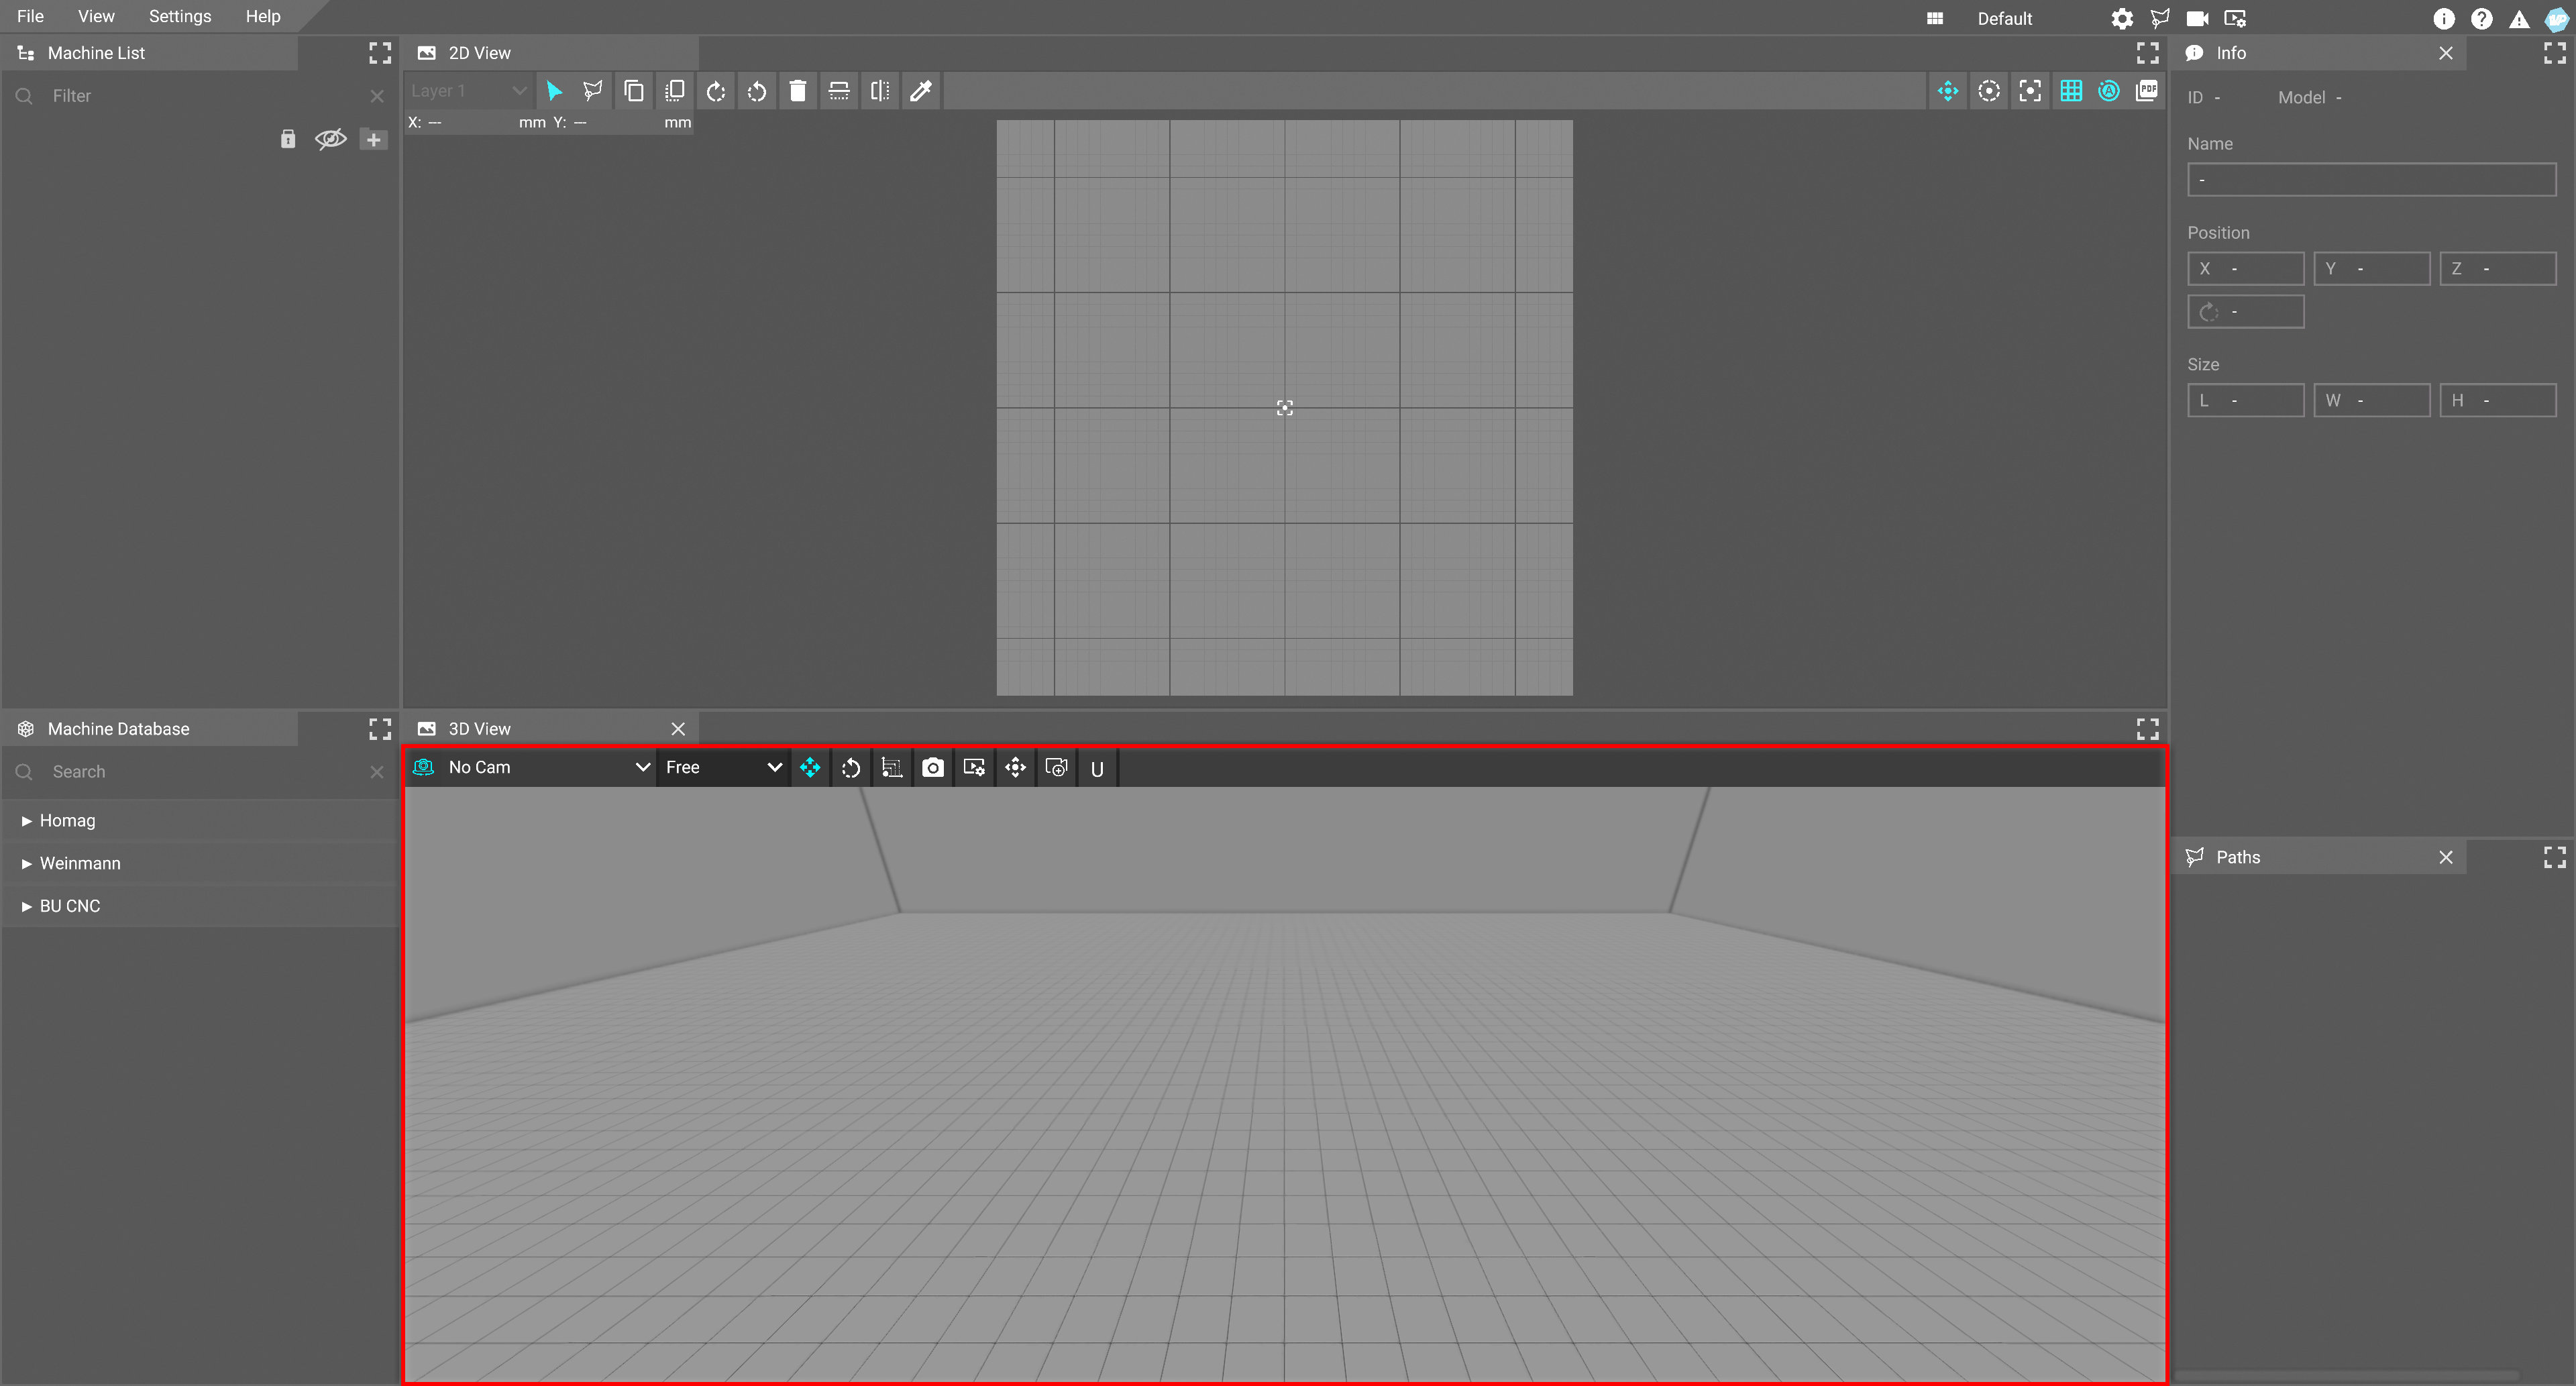 File View Settings Help Default
Machine List
Filter
2D View
Layer 1
PDF
X: --- mm Y: --- mm
Info
ID - Model -
Name
-
Position
X - Y - Z -
-
Size
L - W - H -
Machine Database
Search
Homag
Weinmann
BU CNC
3D View
No Cam Free U
Paths